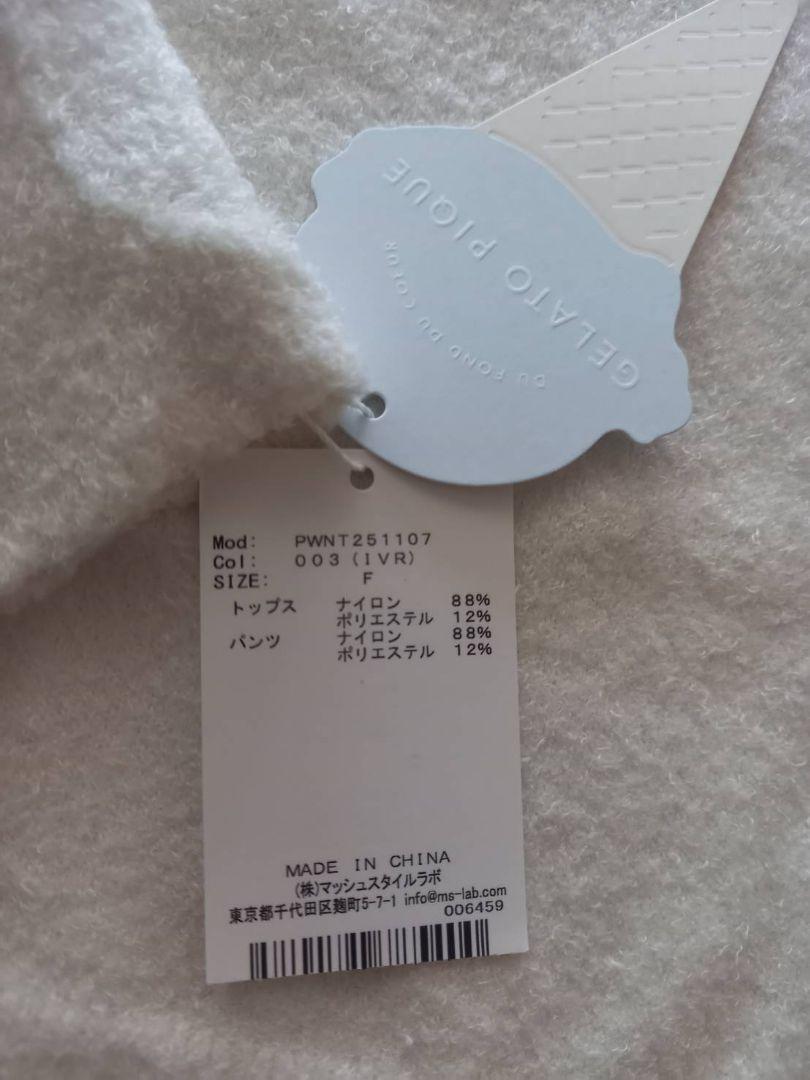 GELATO PIQUE
DU FOND DU COEUR
Mod: PWNT251107
Col: 003(IVR)
SIZE: F
トップス ナイロン 88%
ポリエステル 12%
パンツ ナイロン 88%
ポリエステル 12%
MADE IN CHINA
(株)マッシュスタイルラボ
東京都千代田区麹町5-7-1 info@ms-lab.com
006459